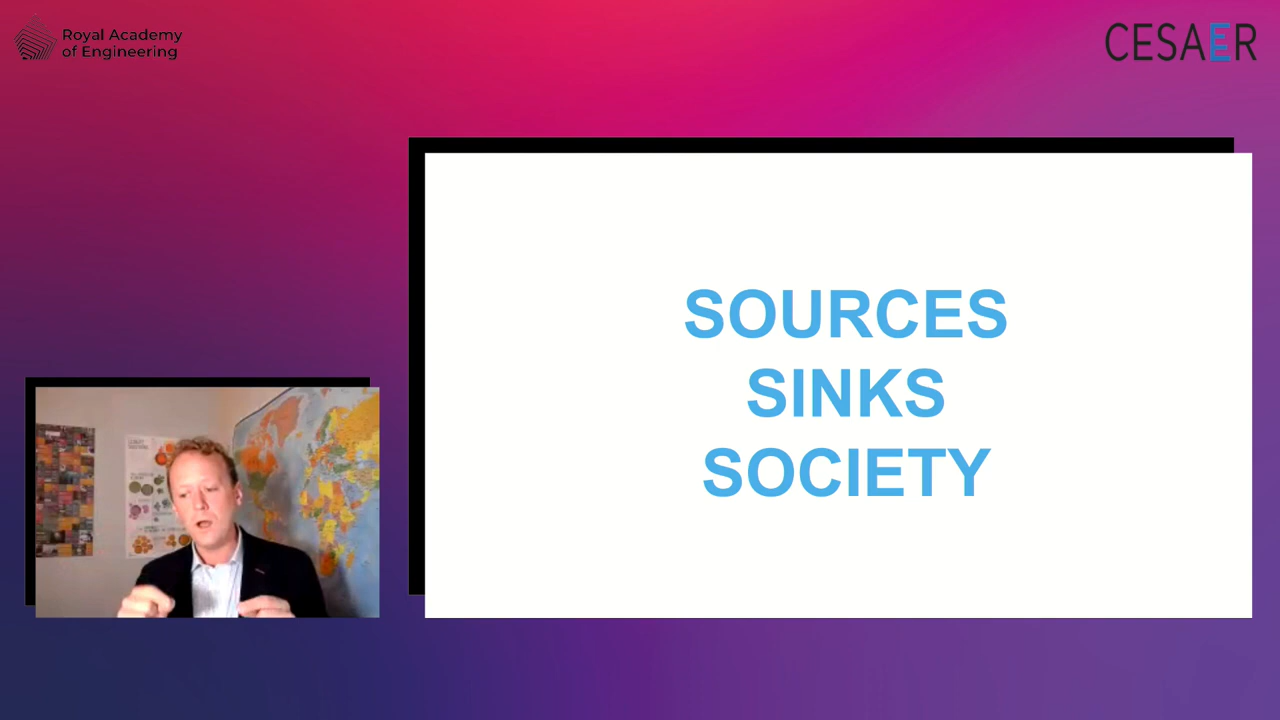 Royal Academy
of Engineering
CESAER
SOURCES
SINKS
SOCIETY